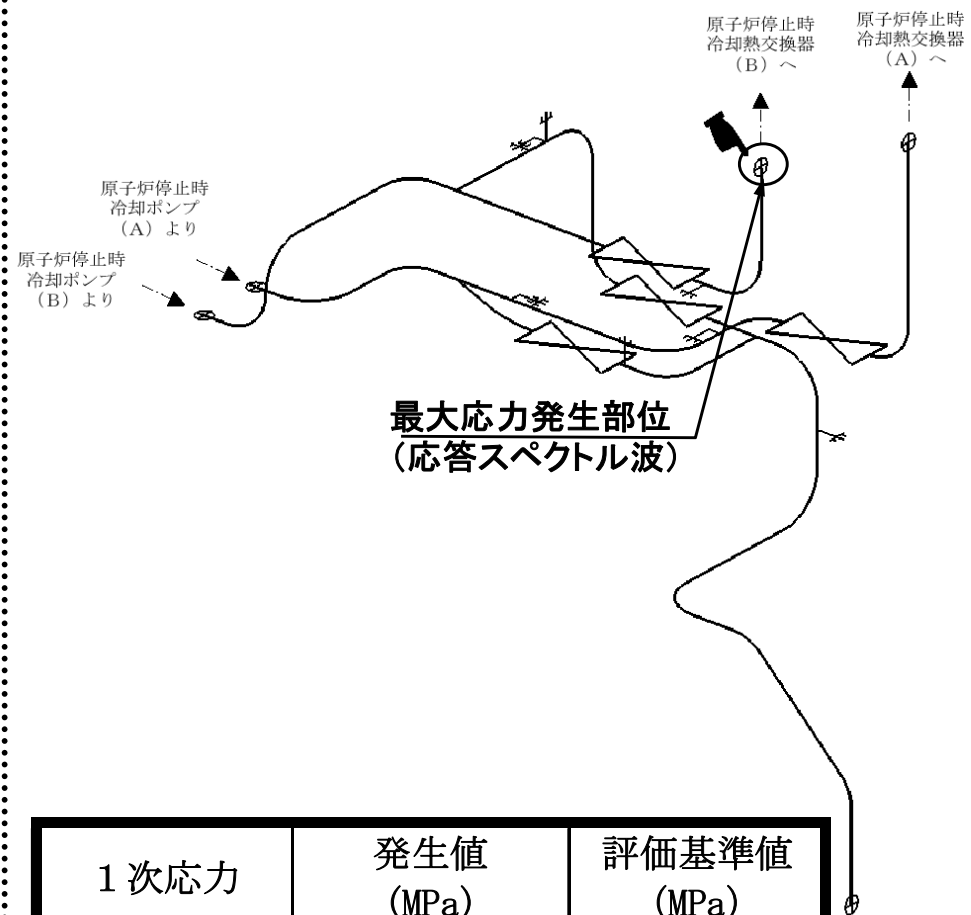 原子炉停止時
冷却熱交換器
（B）へ
原子炉停止時
冷却熱交換器
（A）へ
原子炉停止時
冷却ポンプ
（A）より
原子炉停止時
冷却ポンプ
（B）より
最大応力発生部位
（応答スペクトル波）
１次応力
発生値
(MPa)
評価基準値
(MPa)